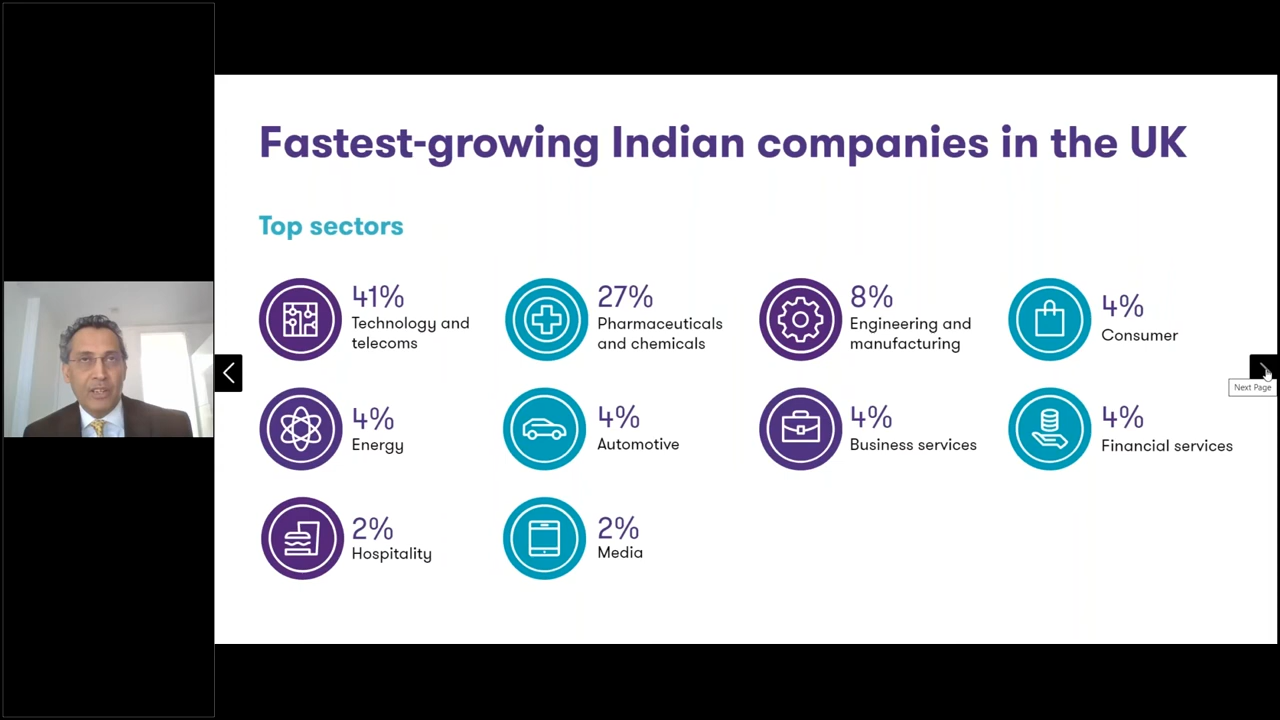 Fastest-growing Indian companies in the UK
Top sectors
41%
Technology and
telecoms
27%
Pharmaceuticals
and chemicals
8%
Engineering and
manufacturing
4%
Consumer
4%
Energy
4%
Automotive
4%
Business services
4%
Financial services
2%
Hospitality
2%
Media
Next Page